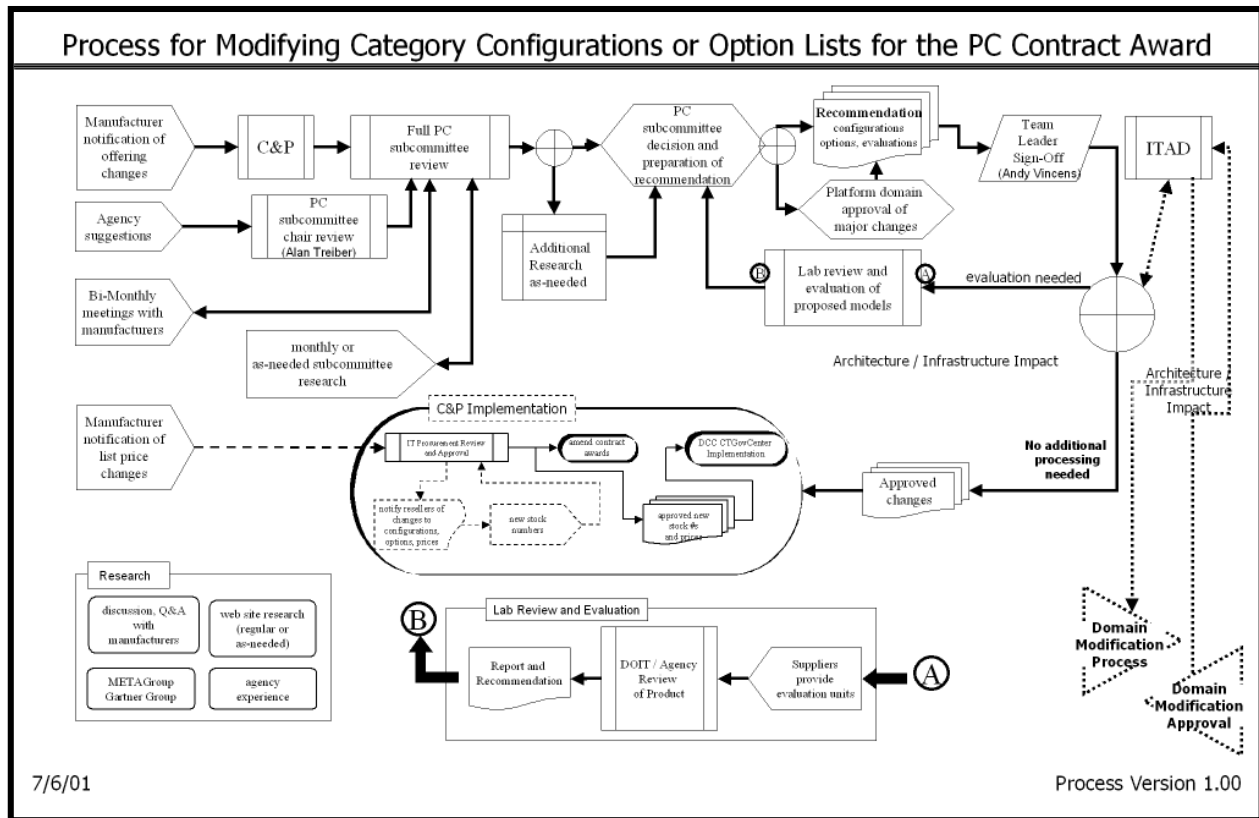 Process for Modifying Category Configurations or Option Lists for the PC Contract Award
Manufacturer
notification of
offering
changes
C&P
Full PC
subcommittee
review
PC
subcommittee
decision and
preparation of
recommendation
Recommendation
configurations
options, evaluations
Team
Leader
Sign-Off
(Andy Vincens)
ITAD
Agency
suggestions
PC
subcommittee
chair review
(Alan Treiber)
Additional
Research
as-needed
Platform domain
approval of
major changes
Bi-Monthly
meetings with
manufacturers
B
Lab review and
evaluation of
proposed models
A
evaluation needed
monthly or
as-needed subcommittee
research
Architecture / Infrastructure Impact
Architecture /
Infrastructure
Impact
Manufacturer
notification of
list price
changes
C&P Implementation
IT Procurement Review
and Approval
amend contract
awards
DCC CTGovCenter
Implementation
notify resellers of
changes to
configurations,
options, prices
new stock
numbers
approved new
stock #s
and prices
Approved
changes
No additional
processing
needed
Research
discussion, Q&A
with
manufacturers
web site research
(regular or
as-needed)
METAGroup
Gartner Group
agency
experience
Lab Review and Evaluation
B
Report and
Recommendation
DOIT / Agency
Review
of Product
Suppliers
provide
evaluation units
A
Domain
Modification
Process
Domain
Modification
Approval
7/6/01
Process Version 1.00